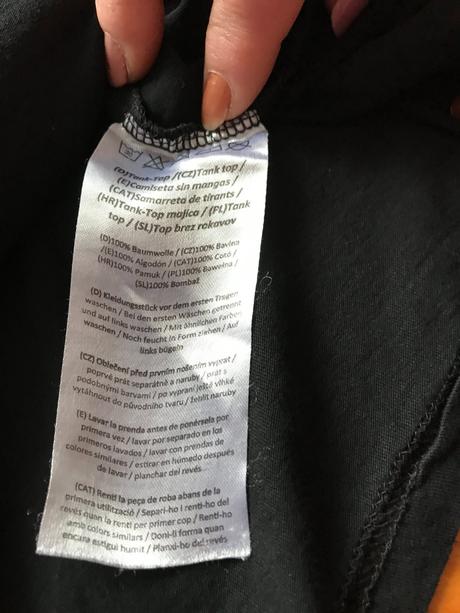 (D)Tank-Top /(CZ)Tank top /
(E)Camiseta sin mangas /
(CAT)Samarreta de tirants /
(HR)Tank-Top majica / (PL)Tank
top / (SL)Top brez rokavov
(D)100% Baumwolle / (CZ)100% Bavlna
/(E)100% Algodón / (CAT)100% Cotó /
(HR)100% Pamuk / (PL)100% Bawełna /
(SL)100% Bombaž
(D) Kleidungsstück vor dem ersten Tragen
waschen / Bei den ersten Wäschen getrennt
und auf links waschen / Mit ähnlichen Farben
waschen / Noch feucht in Form ziehen / Auf
links bügeln
(CZ) Oblečení před prvním nošením vyprat /
poprvé prát separátně a naruby / prát s
podobnými barvami / po vyprání ještě vlhké
vytáhnout do původního tvaru / žehlit naruby
(E) Lavar la prenda antes de ponérsela por
primera vez / lavar por separado en los
primeros lavados / lavar con prendas de
colores similares / estirar en húmedo después
de lavar / planchar del revés
(CAT) Renti la peça de roba abans de la
primera utilització / Separi-ho i renti-ho del
revés quan la renti per primer cop / Renti-ho
amb colors similars / Doni-li forma quan
encara estigui humit / Planxi-ho del revés